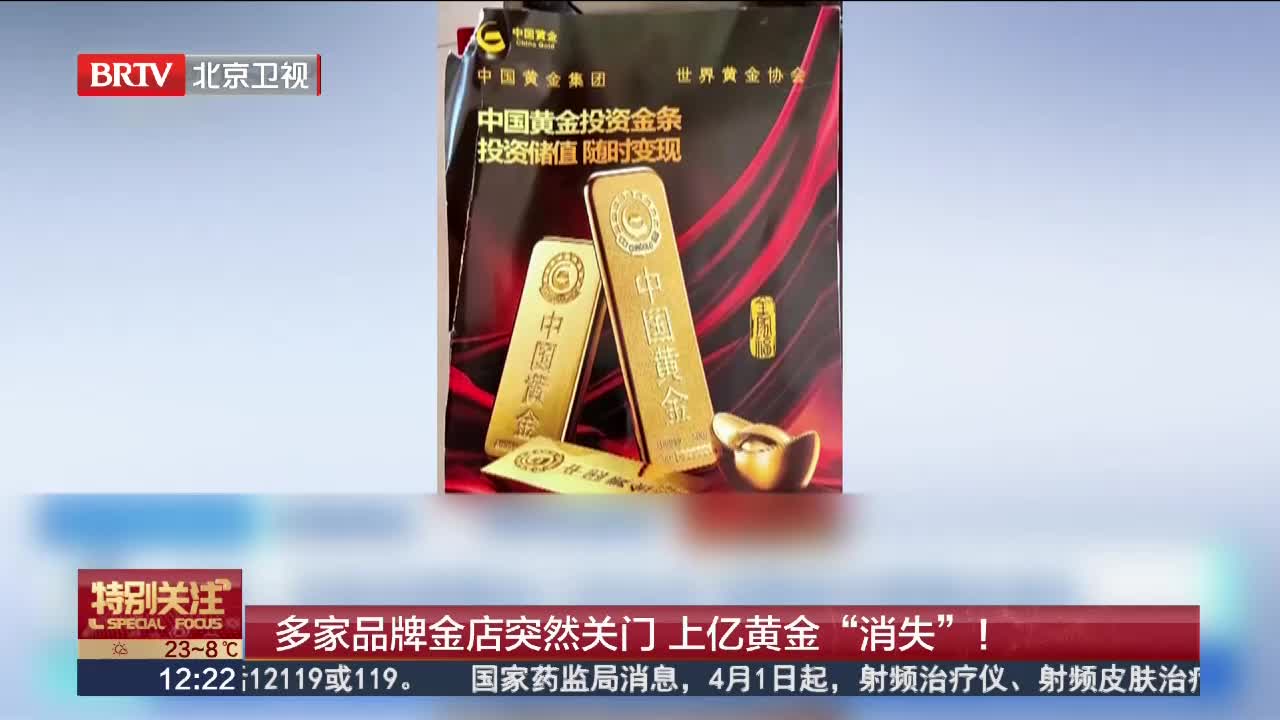 BRTV 北京卫视
中国黄金
China Gold
中国黄金集团 世界黄金协会
中国黄金投资金条
投资储值 随时变现
中国黄金
中国黄金
特别关注
SPECIAL FOCUS
多家品牌金店突然关门 上亿黄金“消失”！
23~8℃
12:22
12119或119。 国家药监局消息，4月1日起，射频治疗仪、射频皮肤治疗